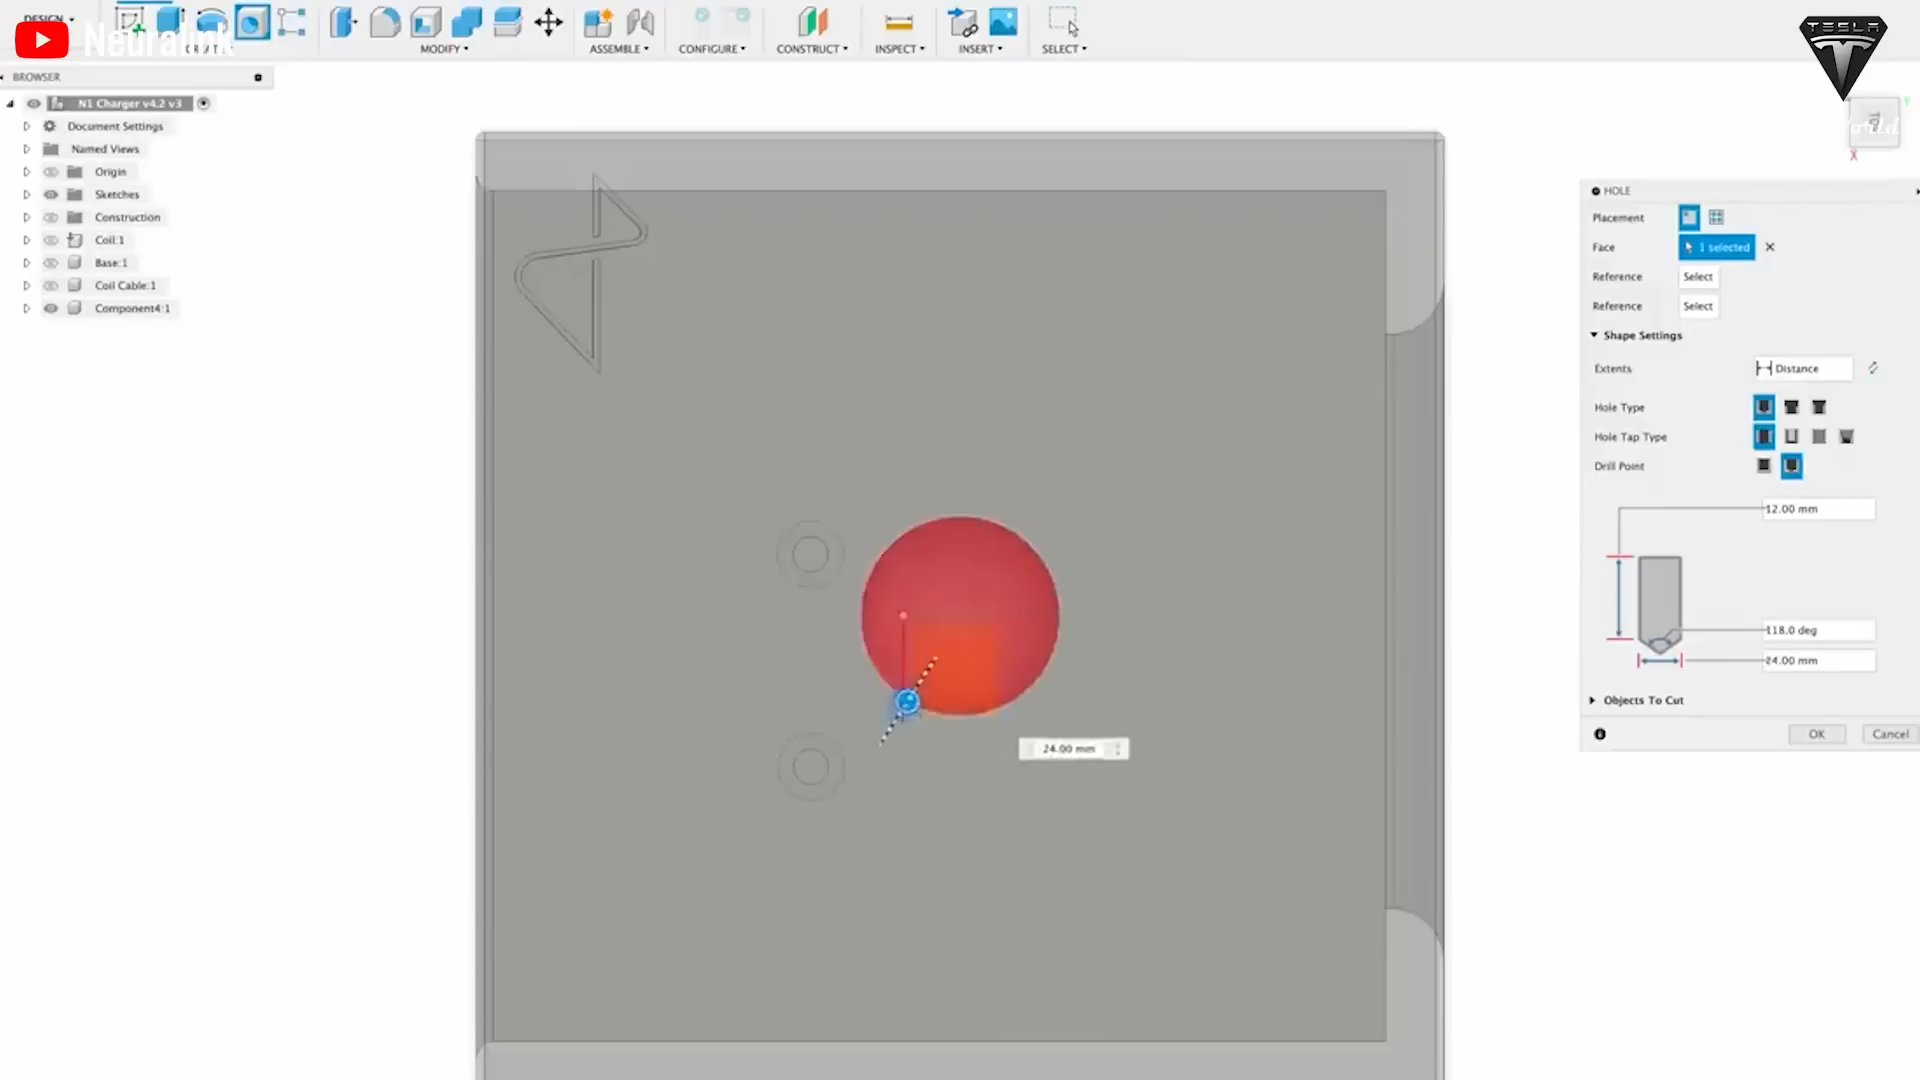 DESIGN
Neuralink
CREATE
MODIFY
ASSEMBLE
CONFIGURE
CONSTRUCT
INSPECT
INSERT
SELECT
TESLA
World
BROWSER
N1 Charger v4.2 v3
Document Settings
Named Views
Origin
Sketches
Construction
Coil:1
Base:1
Coil Cable:1
Component4:1
X
HOLE
Placement
Face
1 selected
Reference
Select
Reference
Select
Shape Settings
Extents
Distance
Hole Type
Hole Tap Type
Drill Point
12.00 mm
118.0 deg
24.00 mm
Objects To Cut
OK
Cancel
24.00 mm